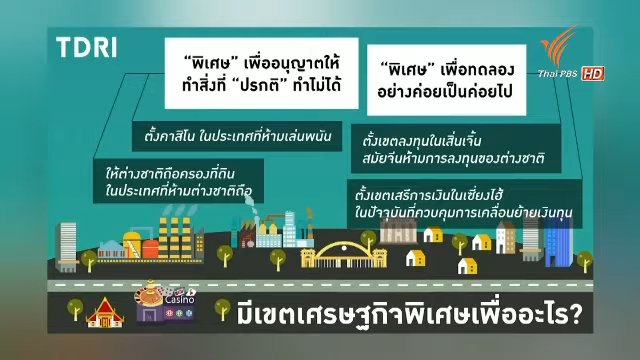 TDRI
“พิเศษ” เพื่ออนุญาตให้
ทำสิ่งที่ “ปรกติ” ทำไม่ได้
“พิเศษ” เพื่อทดลอง
อย่างค่อยเป็นค่อยไป
Thai PBS HD
ตั้งคาสิโน ในประเทศที่ห้ามเล่นพนัน
ให้ต่างชาติถือครองที่ดิน
ในประเทศที่ห้ามต่างชาติถือ
ตั้งเขตลงทุนในเสิ่นเจิ้น
สมัยจีนห้ามการลงทุนของต่างชาติ
ตั้งเขตเสรีการเงินในเซี่ยงไฮ้
ในปัจจุบันที่ควบคุมการเคลื่อนย้ายเงินทุน
Casino
มีเขตเศรษฐกิจพิเศษเพื่ออะไร?